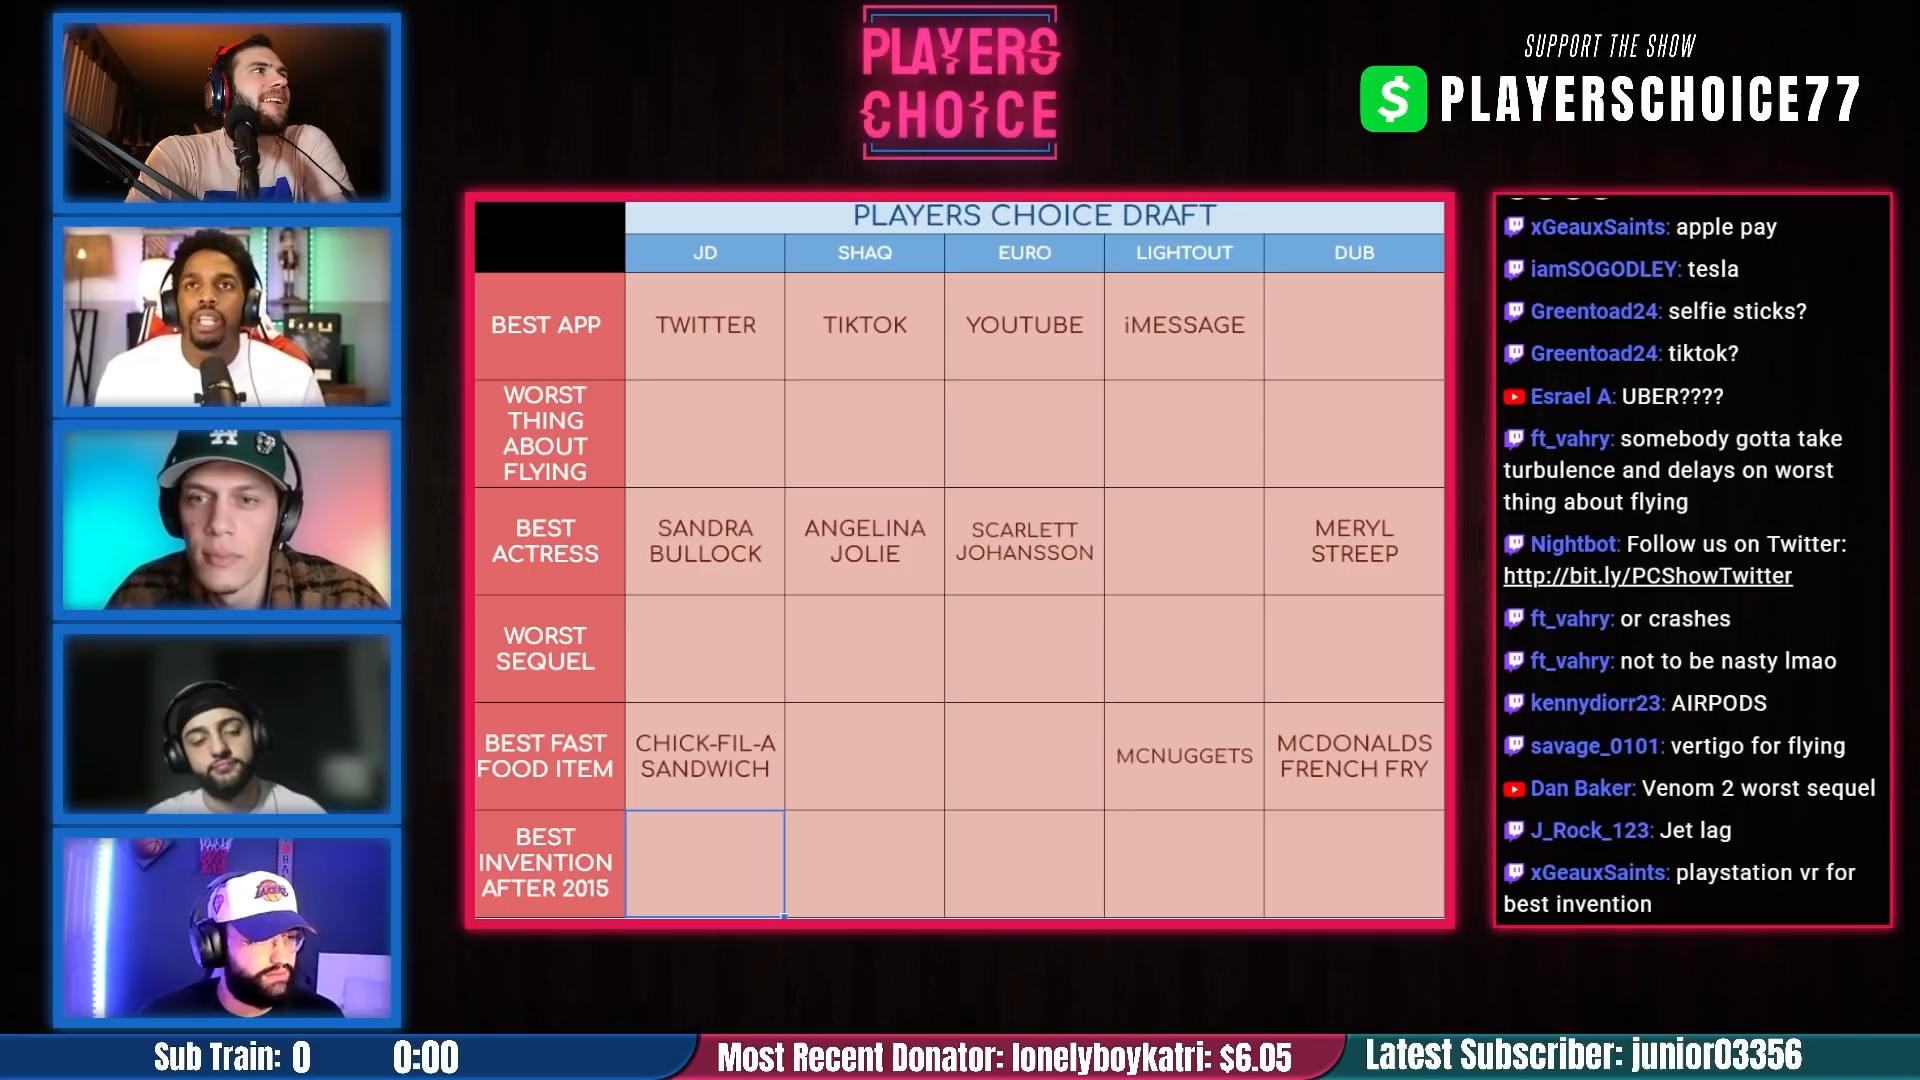 PLAYERS
CHOICE
SUPPORT THE SHOW
$ PLAYERSCHOICE77
PLAYERS CHOICE DRAFT
JD SHAQ EURO LIGHTOUT DUB
BEST APP TWITTER TIKTOK YOUTUBE iMESSAGE
WORST
THING
ABOUT
FLYING
BEST
ACTRESS
SANDRA
BULLOCK
ANGELINA
JOLIE
SCARLETT
JOHANSSON
MERYL
STREEP
WORST
SEQUEL
BEST FAST
FOOD ITEM
CHICK-FIL-A
SANDWICH
MCNUGGETS
MCDONALDS
FRENCH FRY
BEST
INVENTION
AFTER 2015
xGeauxSaints: apple pay
iamSOGODLEY: tesla
Greentoad24: selfie sticks?
Greentoad24: tiktok?
Esrael A: UBER????
ft_vahry: somebody gotta take
turbulence and delays on worst
thing about flying
Nightbot: Follow us on Twitter:
http://bit.ly/PCShowTwitter
ft_vahry: or crashes
ft_vahry: not to be nasty lmao
kennydiorr23: AIRPODS
savage_0101: vertigo for flying
Dan Baker: Venom 2 worst sequel
J_Rock_123: Jet lag
xGeauxSaints: playstation vr for
best invention
Sub Train: 0 0:00
Most Recent Donator: lonelyboykatri: $6.05
Latest Subscriber: junior03356